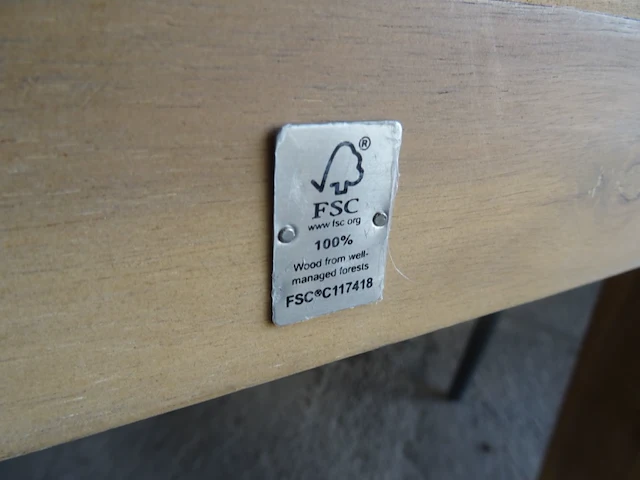 ®
FSC
www.fsc.org
100%
Wood from well-
managed forests
FSC®C117418